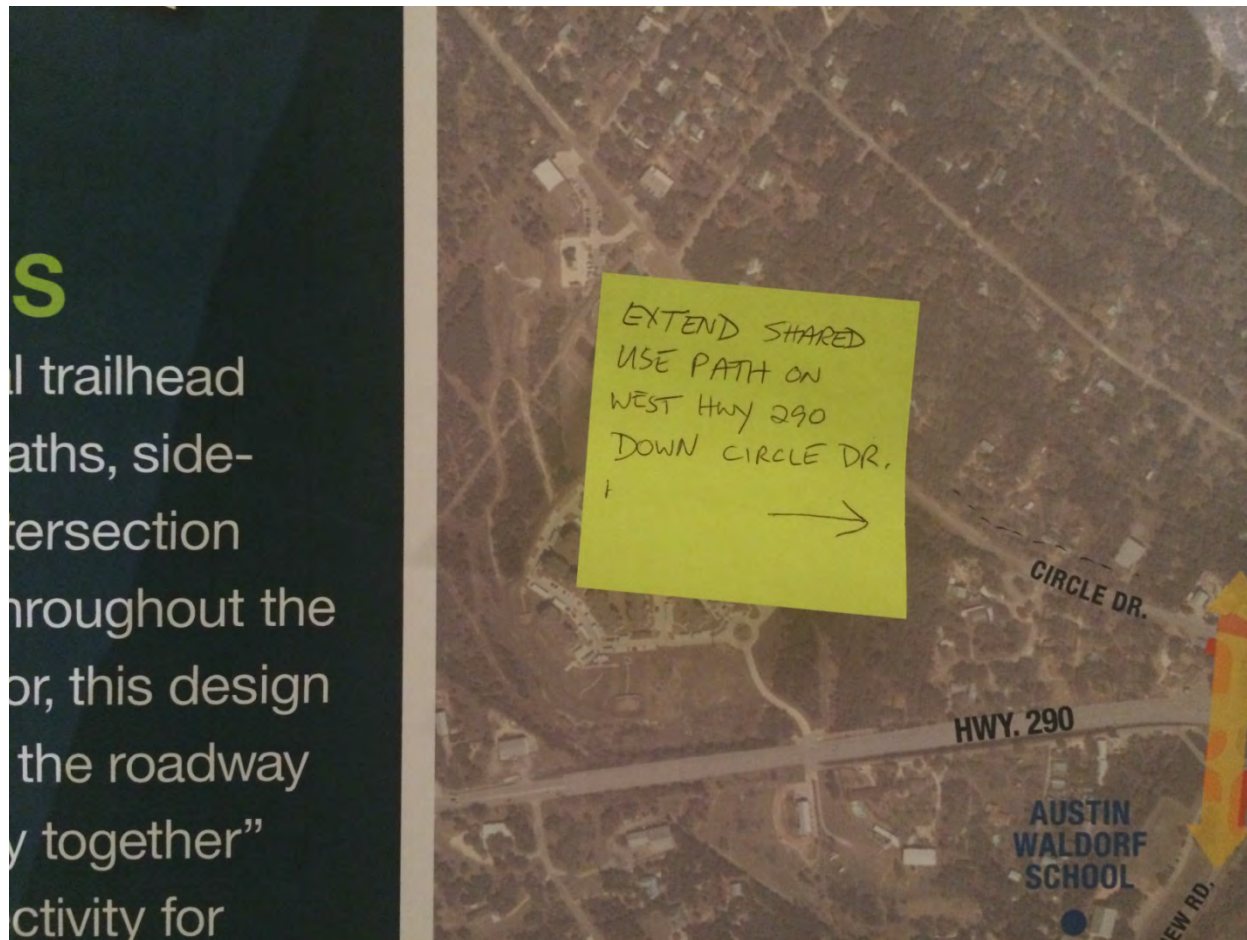 S
l trailhead
aths, side-
tersection
hroughout the
or, this design
the roadway
y together”
ctivity for
EXTEND SHARED
USE PATH ON
WEST HWY 290
DOWN CIRCLE DR.
CIRCLE DR.
HWY. 290
AUSTIN
WALDORF
SCHOOL
EW RD.